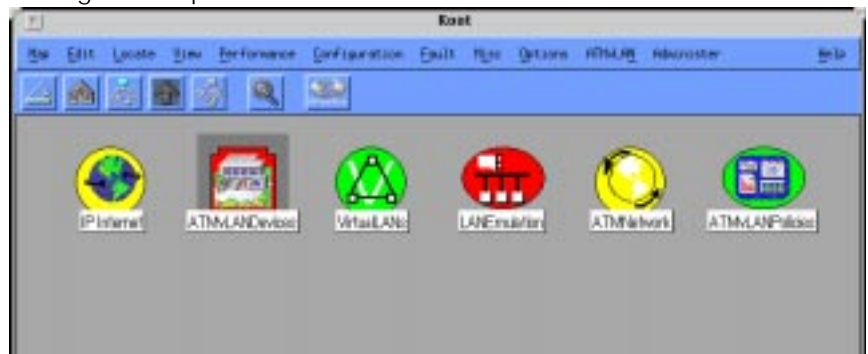 Root
Map Edit Locate View Performance Configuration Fault Misc Options ATMvLAN Administer Help
IP Internet ATMvLANDevices VirtualLANs LANEmulation ATMNetwork ATMvLANPolicies